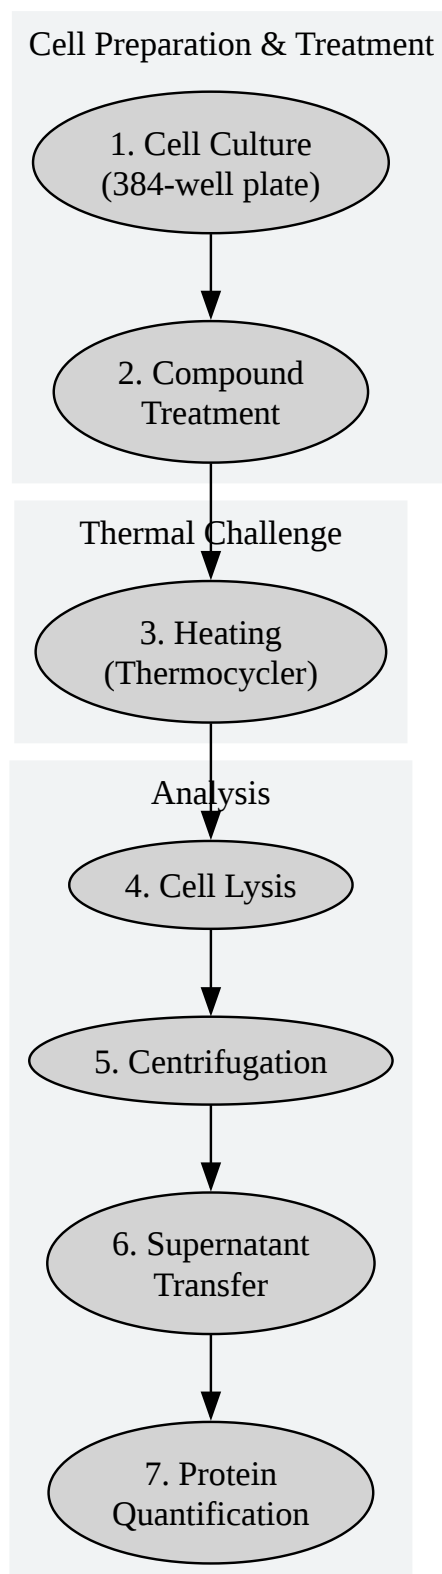 Cell Preparation & Treatment
1. Cell Culture
(384-well plate)
2. Compound
Treatment
Thermal Challenge
3. Heating
(Thermocycler)
Analysis
4. Cell Lysis
5. Centrifugation
6. Supernatant
Transfer
7. Protein
Quantification